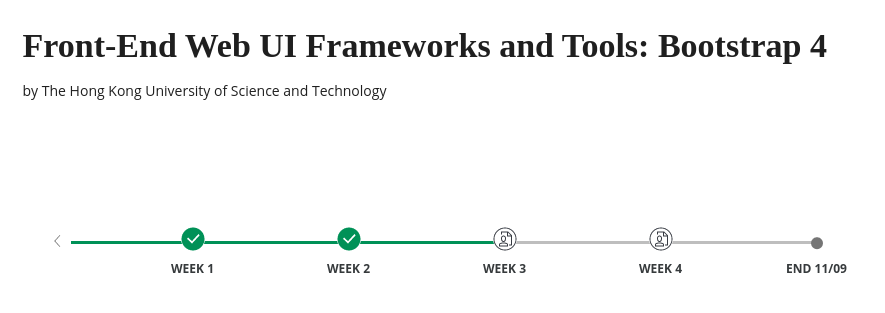 Front-End Web UI Frameworks and Tools: Bootstrap 4
by The Hong Kong University of Science and Technology
WEEK 1
WEEK 2
WEEK 3
WEEK 4
END 11/09